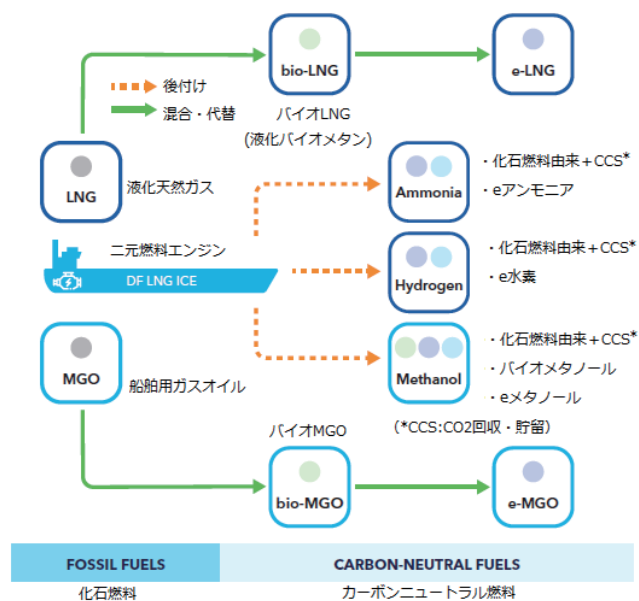 bio-LNG
e-LNG
後付け
混合・代替
バイオLNG
(液化バイオメタン)
LNG
液化天然ガス
Ammonia
・化石燃料由来+CCS*
・eアンモニア
二元燃料エンジン
DF LNG ICE
Hydrogen
・化石燃料由来+CCS*
・e水素
MGO
船舶用ガスオイル
Methanol
・化石燃料由来+CCS*
・バイオメタノール
・eメタノール
(*CCS:CO2回収・貯留)
バイオMGO
bio-MGO
e-MGO
FOSSIL FUELS
CARBON-NEUTRAL FUELS
化石燃料
カーボンニュートラル燃料